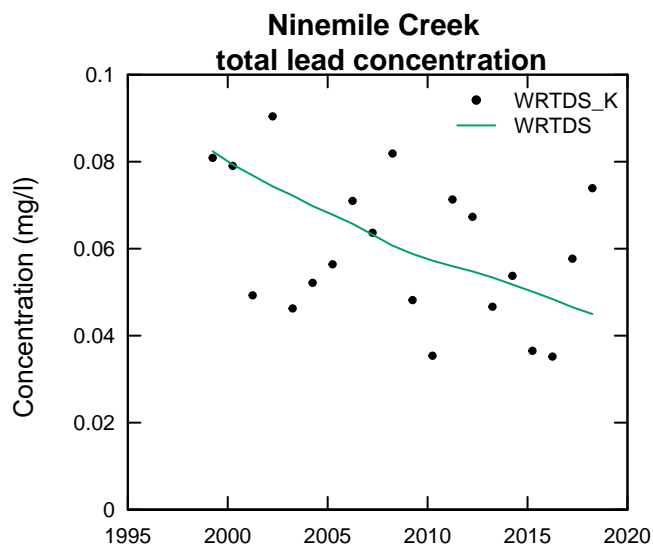 Ninemile Creek
total lead concentration
0.1
0.08
0.06
0.04
0.02
0
Concentration (mg/l)
WRTDS_K
WRTDS
1995 2000 2005 2010 2015 2020